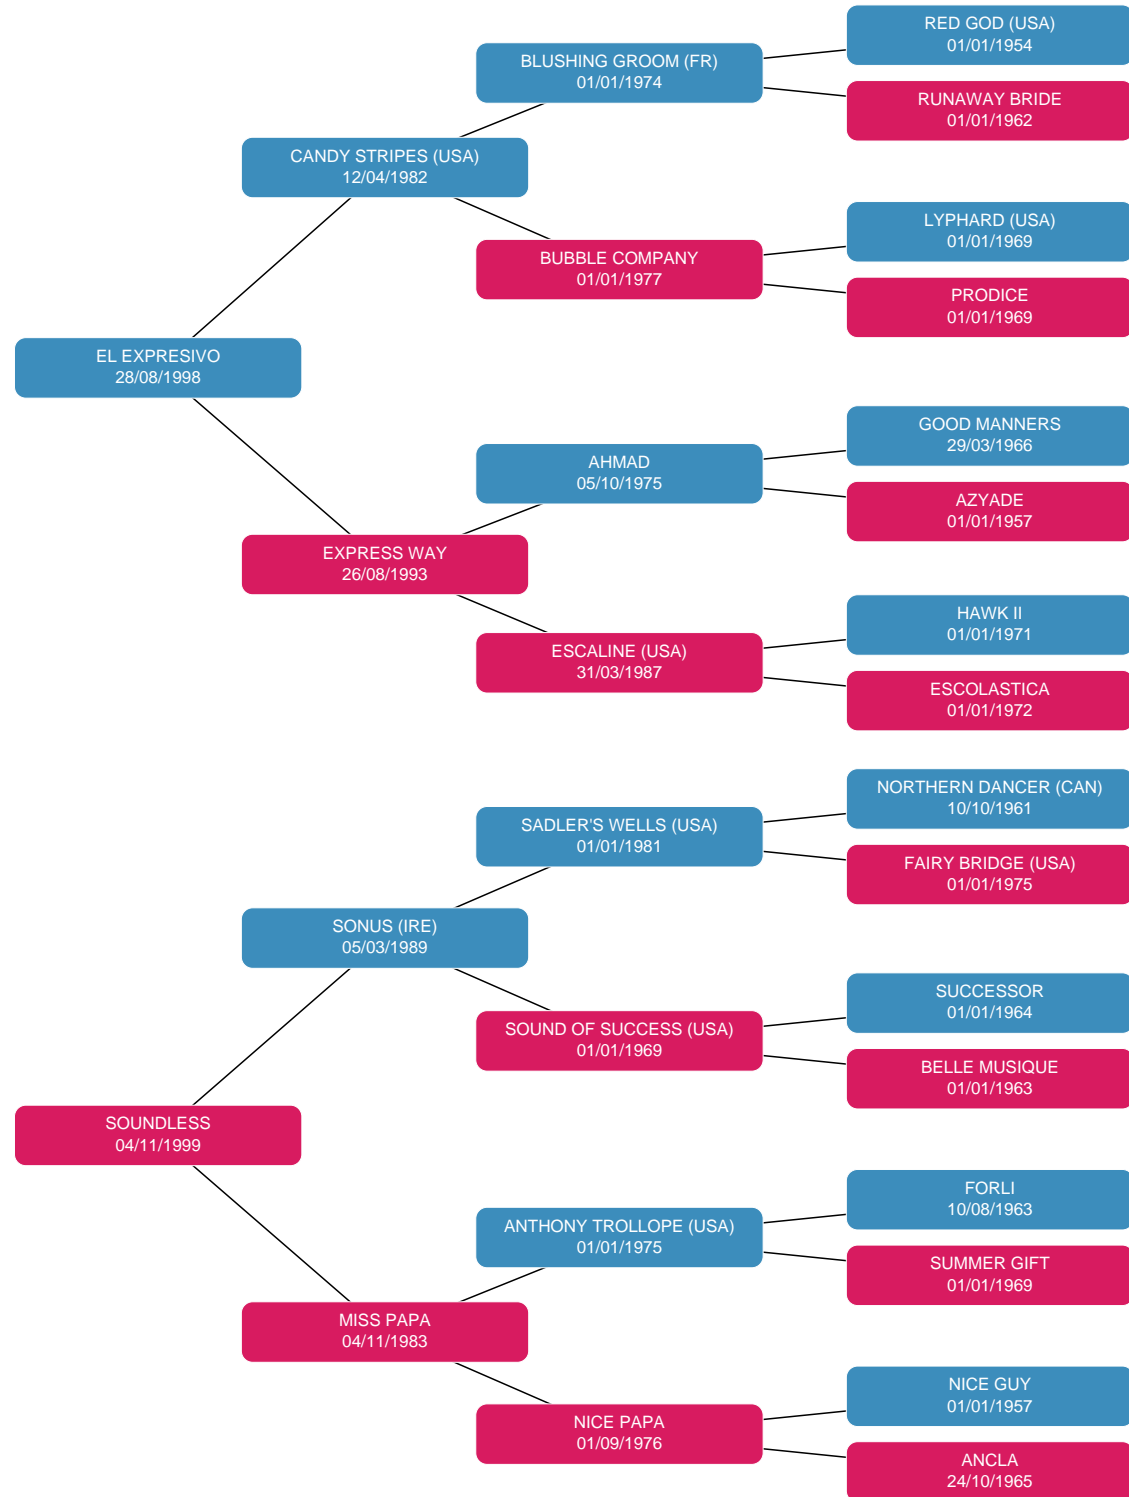 RED GOD (USA)
01/01/1954
BLUSHING GROOM (FR)
01/01/1974
RUNAWAY BRIDE
01/01/1962
CANDY STRIPES (USA)
12/04/1982
LYPHARD (USA)
01/01/1969
BUBBLE COMPANY
01/01/1977
PRODICE
01/01/1969
EL EXPRESIVO
28/08/1998
GOOD MANNERS
29/03/1966
AHMAD
05/10/1975
AZYADE
01/01/1957
EXPRESS WAY
26/08/1993
HAWK II
01/01/1971
ESCALINE (USA)
31/03/1987
ESCOLASTICA
01/01/1972
NORTHERN DANCER (CAN)
10/10/1961
SADLER'S WELLS (USA)
01/01/1981
FAIRY BRIDGE (USA)
01/01/1975
SONUS (IRE)
05/03/1989
SUCCESSOR
01/01/1964
SOUND OF SUCCESS (USA)
01/01/1969
BELLE MUSIQUE
01/01/1963
SOUNDLESS
04/11/1999
FORLI
10/08/1963
ANTHONY TROLLOPE (USA)
01/01/1975
SUMMER GIFT
01/01/1969
MISS PAPA
04/11/1983
NICE GUY
01/01/1957
NICE PAPA
01/09/1976
ANCLA
24/10/1965